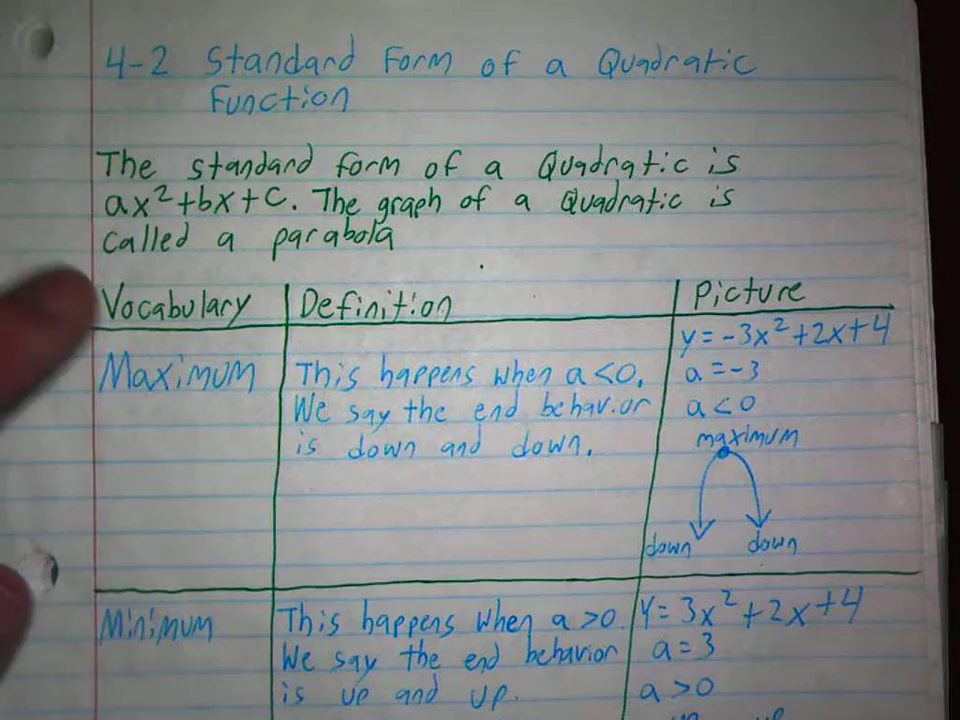 4-2 Standard Form of a Quadratic
Function
The standard form of a Quadratic is
ax²+bx+c. The graph of a Quadratic is
called a parabola
Vocabulary Definition Picture
Maximum
This happens when a<0.
We say the end behavior
is down and down.
y=-3x²+2x+4
a=-3
a<0
maximum
down down
Minimum
This happens when a>0.
We say the end behavior
is up and up.
y=3x²+2x+4
a=3
a>0